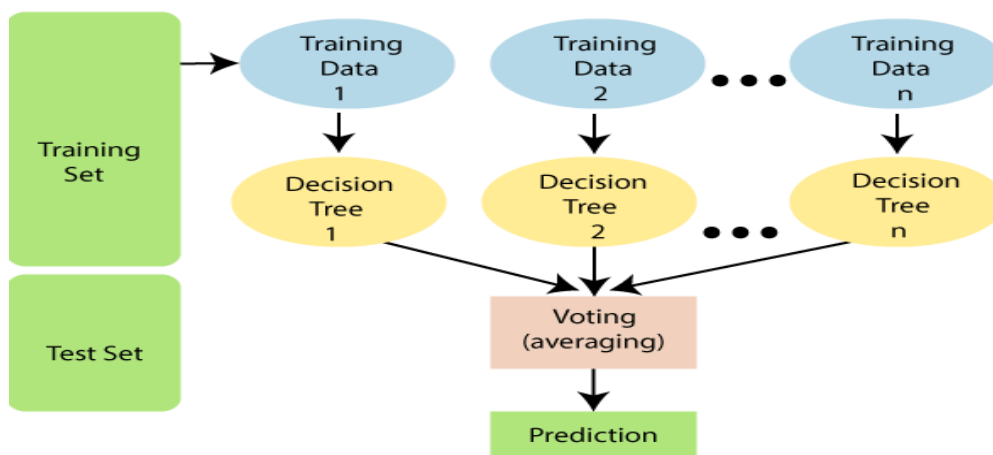 Training
Set
Test Set
Training
Data
1
Training
Data
2
Training
Data
n
Decision
Tree
1
Decision
Tree
2
Decision
Tree
n
Voting
(averaging)
Prediction